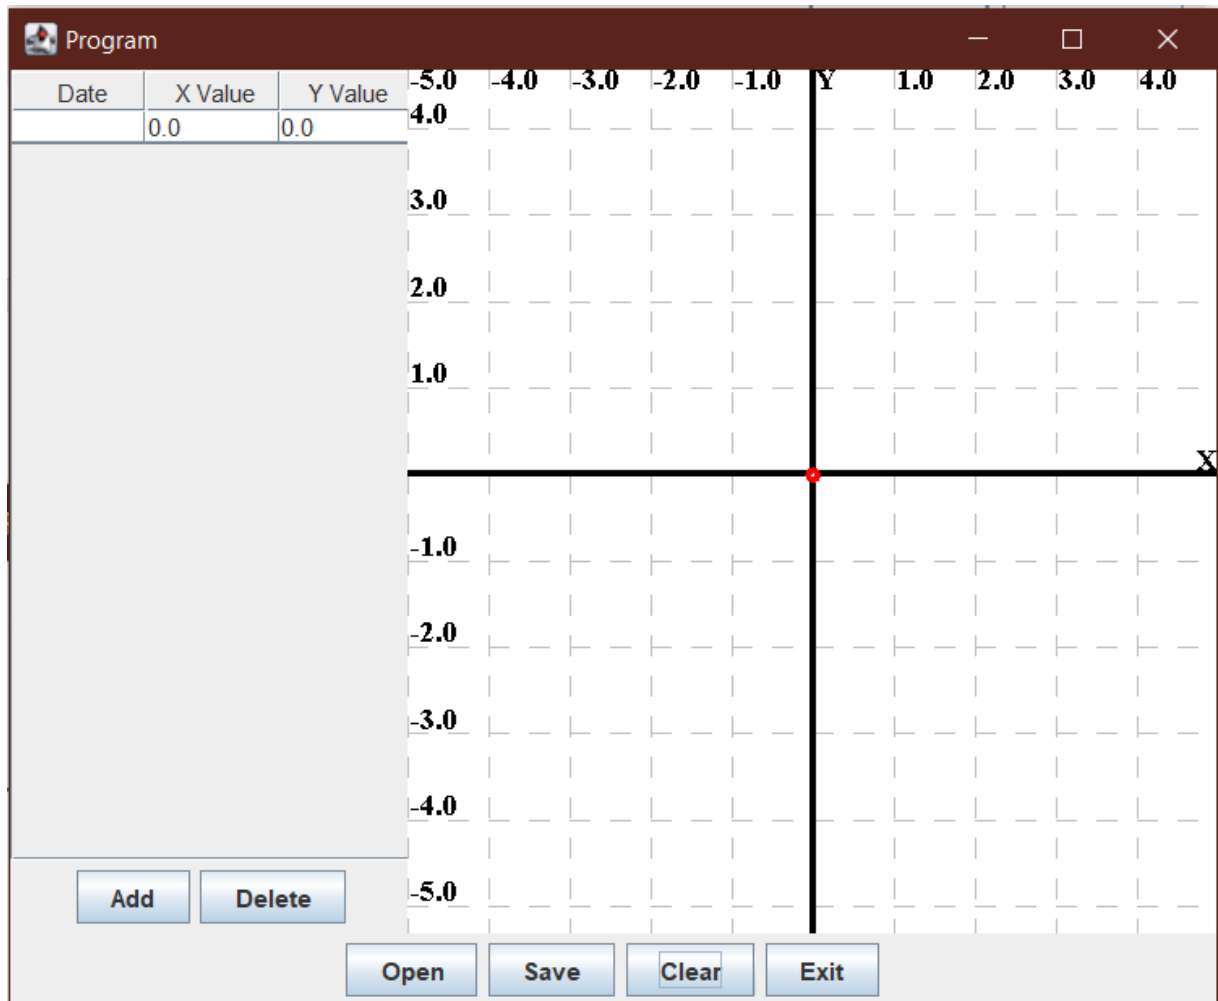 Program
Date X Value Y Value
0.0 0.0
-5.0 -4.0 -3.0 -2.0 -1.0 Y 1.0 2.0 3.0 4.0
4.0
3.0
2.0
1.0
X
-1.0
-2.0
-3.0
-4.0
-5.0
Add Delete
Open Save Clear Exit